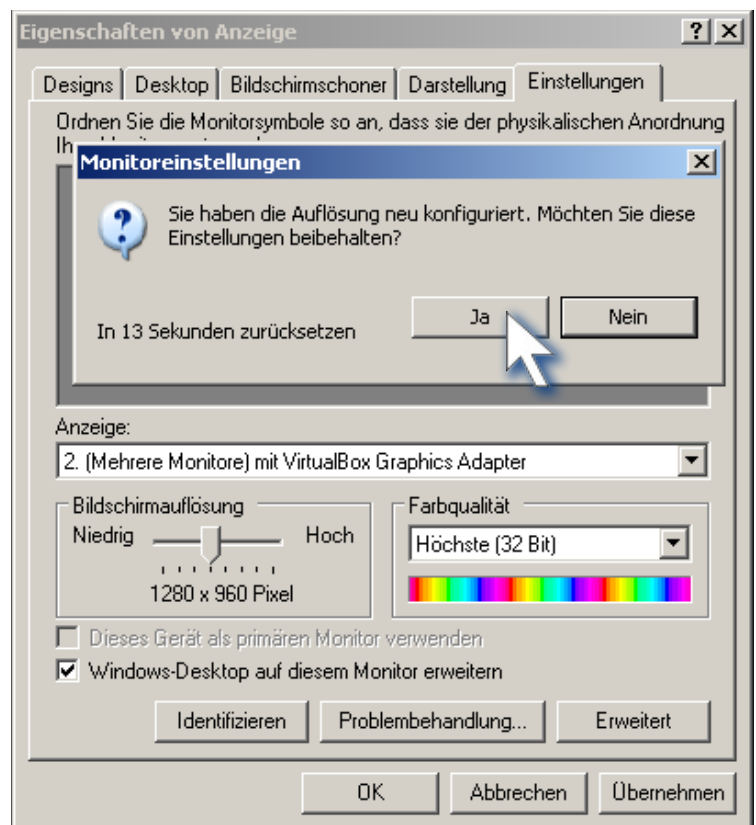 Eigenschaften von Anzeige
Designs Desktop Bildschirmschoner Darstellung Einstellungen
Ordnen Sie die Monitorsymbole so an, dass sie der physikalischen Anordnung
Monitoreinstellungen
Sie haben die Auflösung neu konfiguriert. Möchten Sie diese
Einstellungen beibehalten?
In 13 Sekunden zurücksetzen
Ja
Nein
Anzeige:
2. (Mehrere Monitore) mit VirtualBox Graphics Adapter
Bildschirmauflösung
Niedrig Hoch
1280 x 960 Pixel
Farbqualität
Höchste (32 Bit)
Dieses Gerät als primären Monitor verwenden
Windows-Desktop auf diesem Monitor erweitern
Identifizieren Problembehandlung... Erweitert
OK Abbrechen Übernehmen